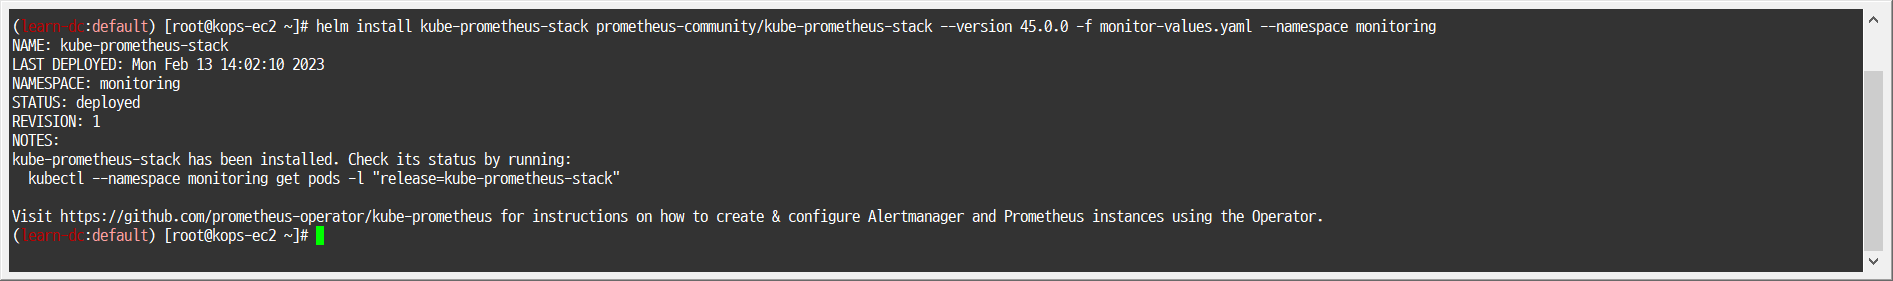 (learn-dc:default) [root@kops-ec2 ~]# helm install kube-prometheus-stack prometheus-community/kube-prometheus-stack --version 45.0.0 -f monitor-values.yaml --namespace monitoring
NAME: kube-prometheus-stack
LAST DEPLOYED: Mon Feb 13 14:02:10 2023
NAMESPACE: monitoring
STATUS: deployed
REVISION: 1
NOTES:
kube-prometheus-stack has been installed. Check its status by running:
  kubectl --namespace monitoring get pods -l "release=kube-prometheus-stack"

Visit https://github.com/prometheus-operator/kube-prometheus for instructions on how to create & configure Alertmanager and Prometheus instances using the Operator.
(learn-dc:default) [root@kops-ec2 ~]#